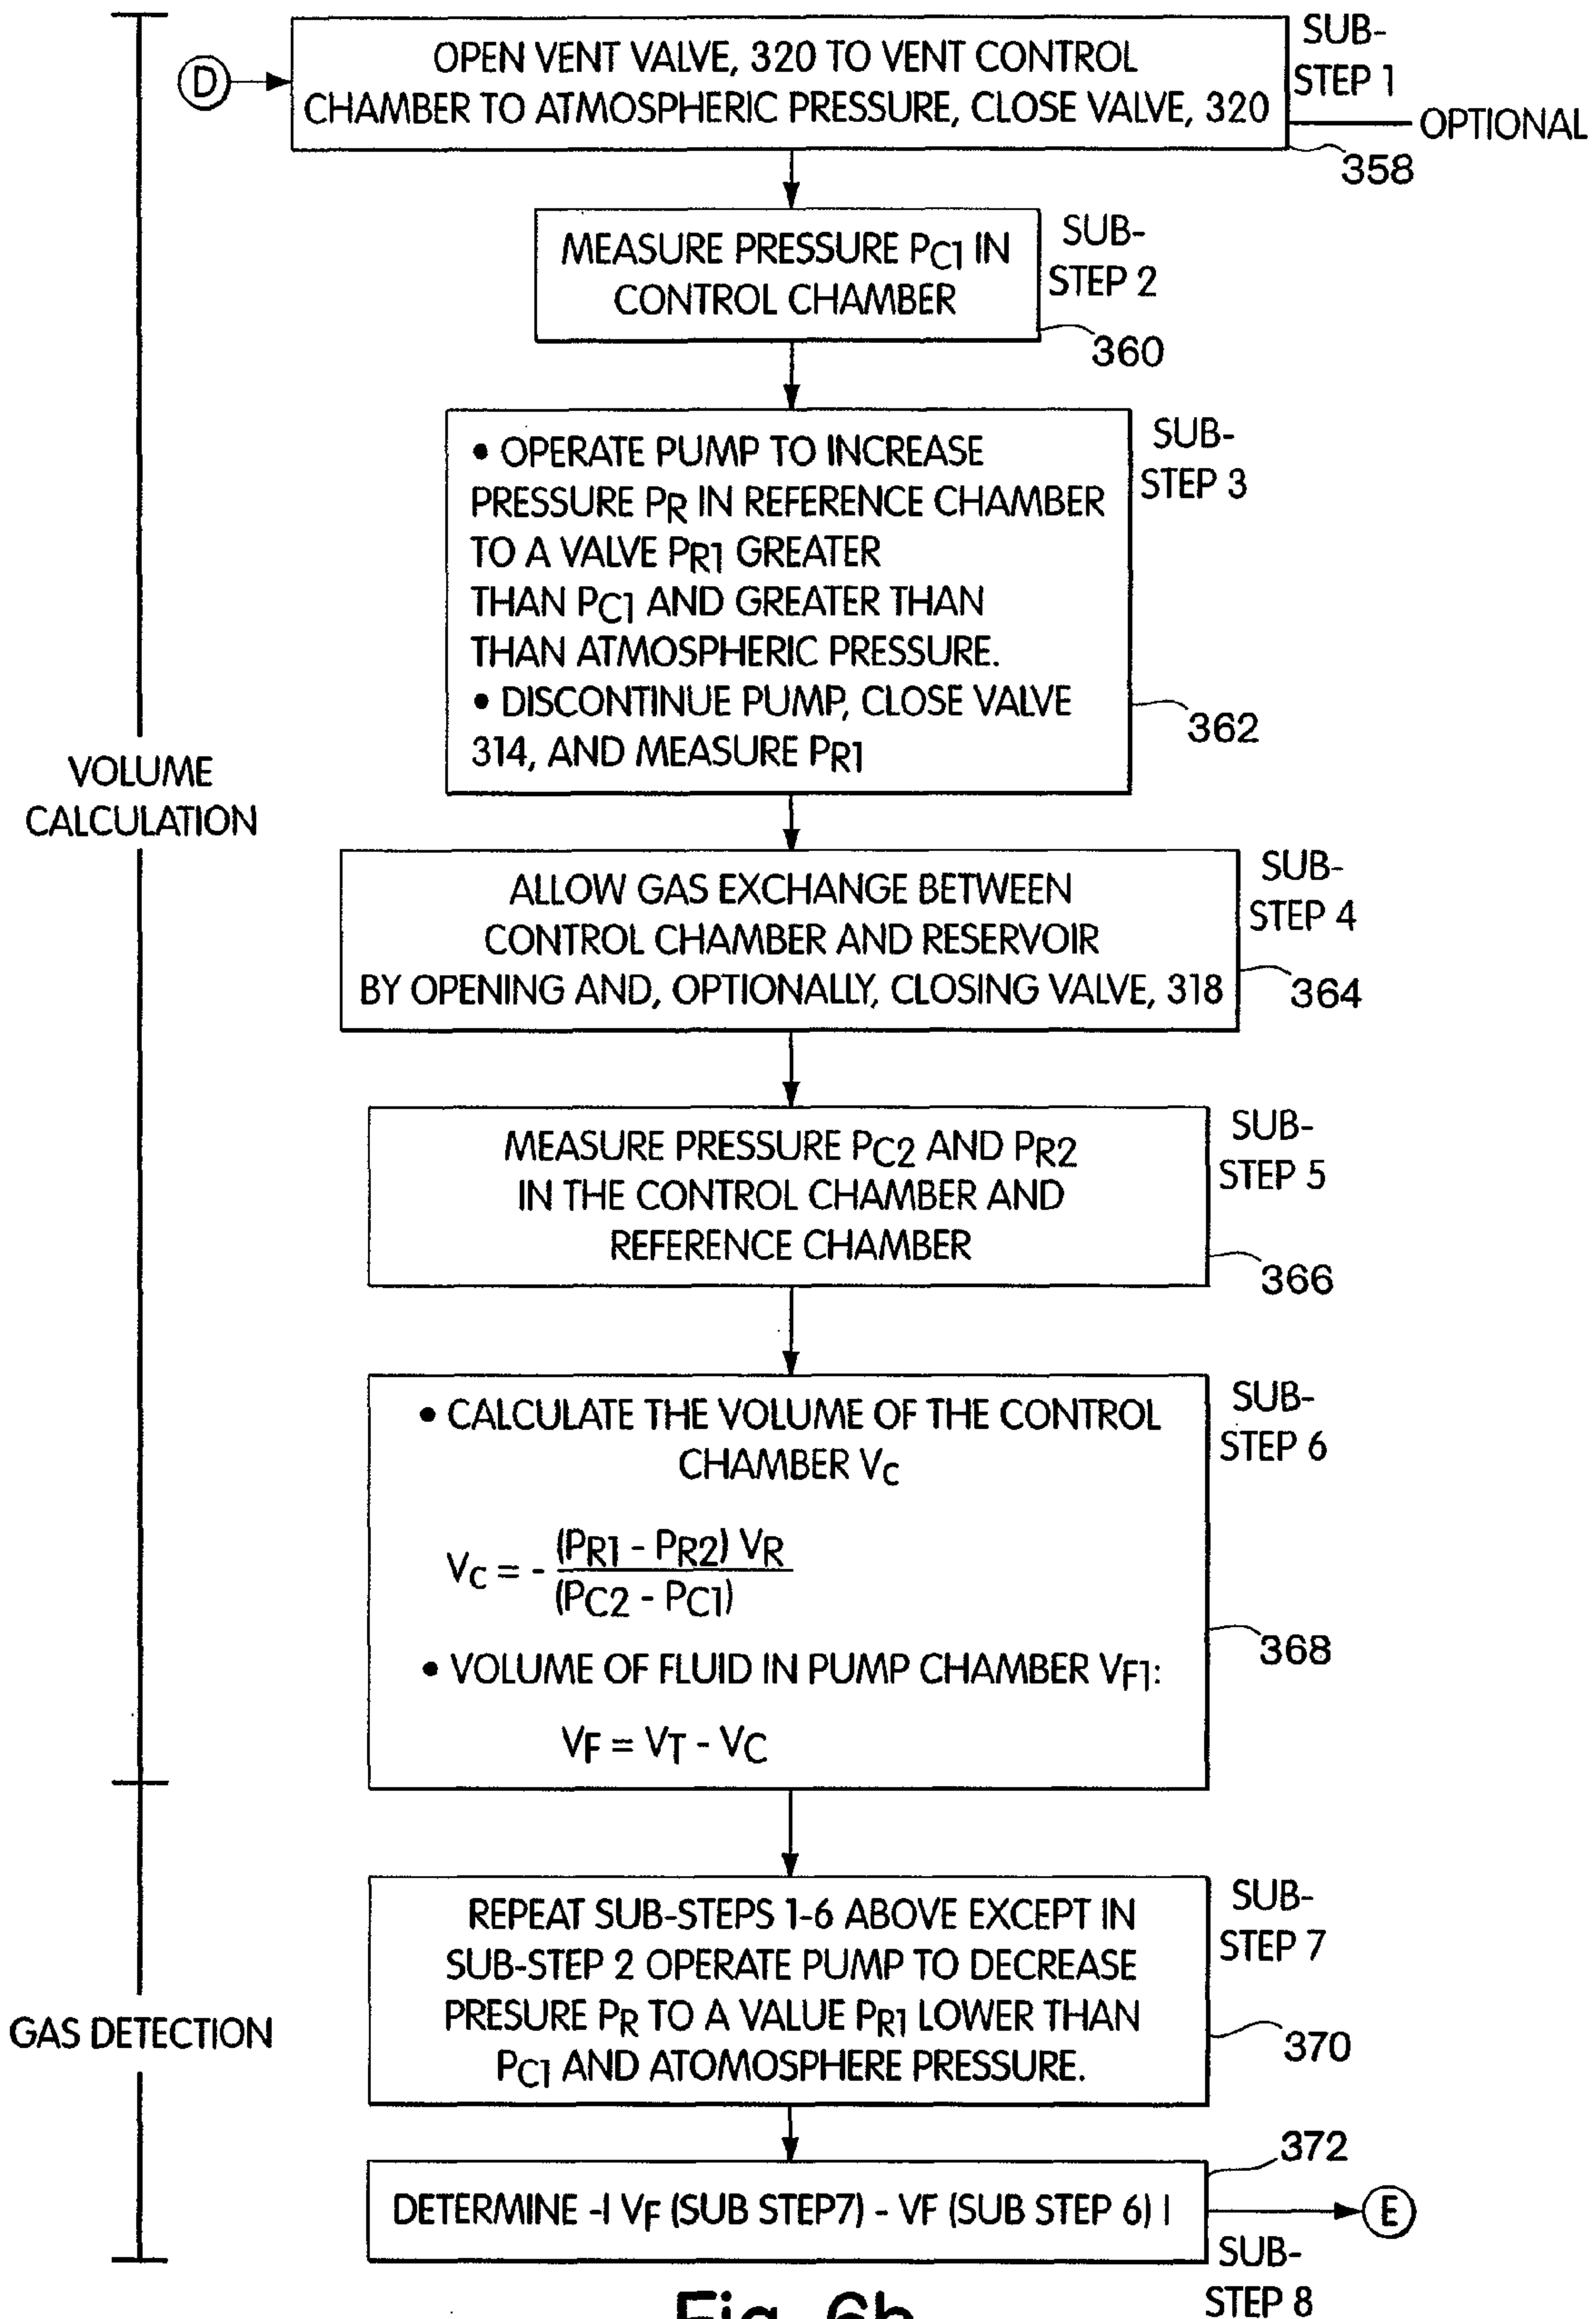 D
OPEN VENT VALVE, 320 TO VENT CONTROL
CHAMBER TO ATMOSPHERIC PRESSURE, CLOSE VALVE, 320
SUB-
STEP 1
OPTIONAL
358
MEASURE PRESSURE PC1 IN
CONTROL CHAMBER
SUB-
STEP 2
360
• OPERATE PUMP TO INCREASE
PRESSURE PR IN REFERENCE CHAMBER
TO A VALVE PR1 GREATER
THAN PC1 AND GREATER THAN
THAN ATMOSPHERIC PRESSURE.
• DISCONTINUE PUMP, CLOSE VALVE
314, AND MEASURE PR1
SUB-
STEP 3
362
VOLUME
CALCULATION
ALLOW GAS EXCHANGE BETWEEN
CONTROL CHAMBER AND RESERVOIR
BY OPENING AND, OPTIONALLY, CLOSING VALVE, 318
SUB-
STEP 4
364
MEASURE PRESSURE PC2 AND PR2
IN THE CONTROL CHAMBER AND
REFERENCE CHAMBER
SUB-
STEP 5
366
• CALCULATE THE VOLUME OF THE CONTROL
CHAMBER VC
VC = - (PR1 - PR2) VR
(PC2 - PC1)
• VOLUME OF FLUID IN PUMP CHAMBER VF1:
VF = VT - VC
SUB-
STEP 6
368
GAS DETECTION
REPEAT SUB-STEPS 1-6 ABOVE EXCEPT IN
SUB-STEP 2 OPERATE PUMP TO DECREASE
PRESURE PR TO A VALUE PR1 LOWER THAN
PC1 AND ATOMOSPHERE PRESSURE.
SUB-
STEP 7
370
DETERMINE -I VF (SUB STEP7) - VF (SUB STEP 6) I
372
E
SUB-
STEP 8
Fig. 6b